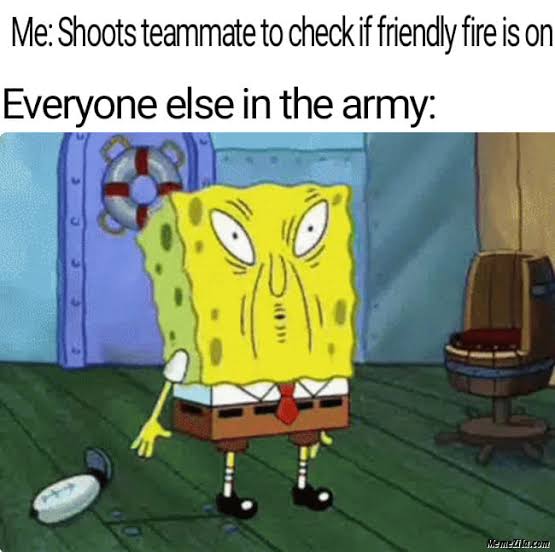 Me: Shoots teammate to check if friendly fire is on
Everyone else in the army:
MemeZila.com